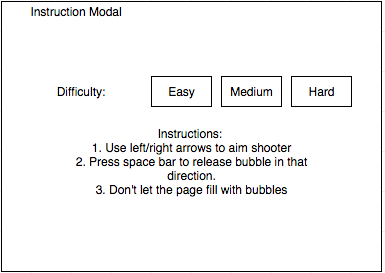 Instruction Modal
Difficulty: Easy Medium Hard
Instructions:
1. Use left/right arrows to aim shooter
2. Press space bar to release bubble in that
direction.
3. Don't let the page fill with bubbles